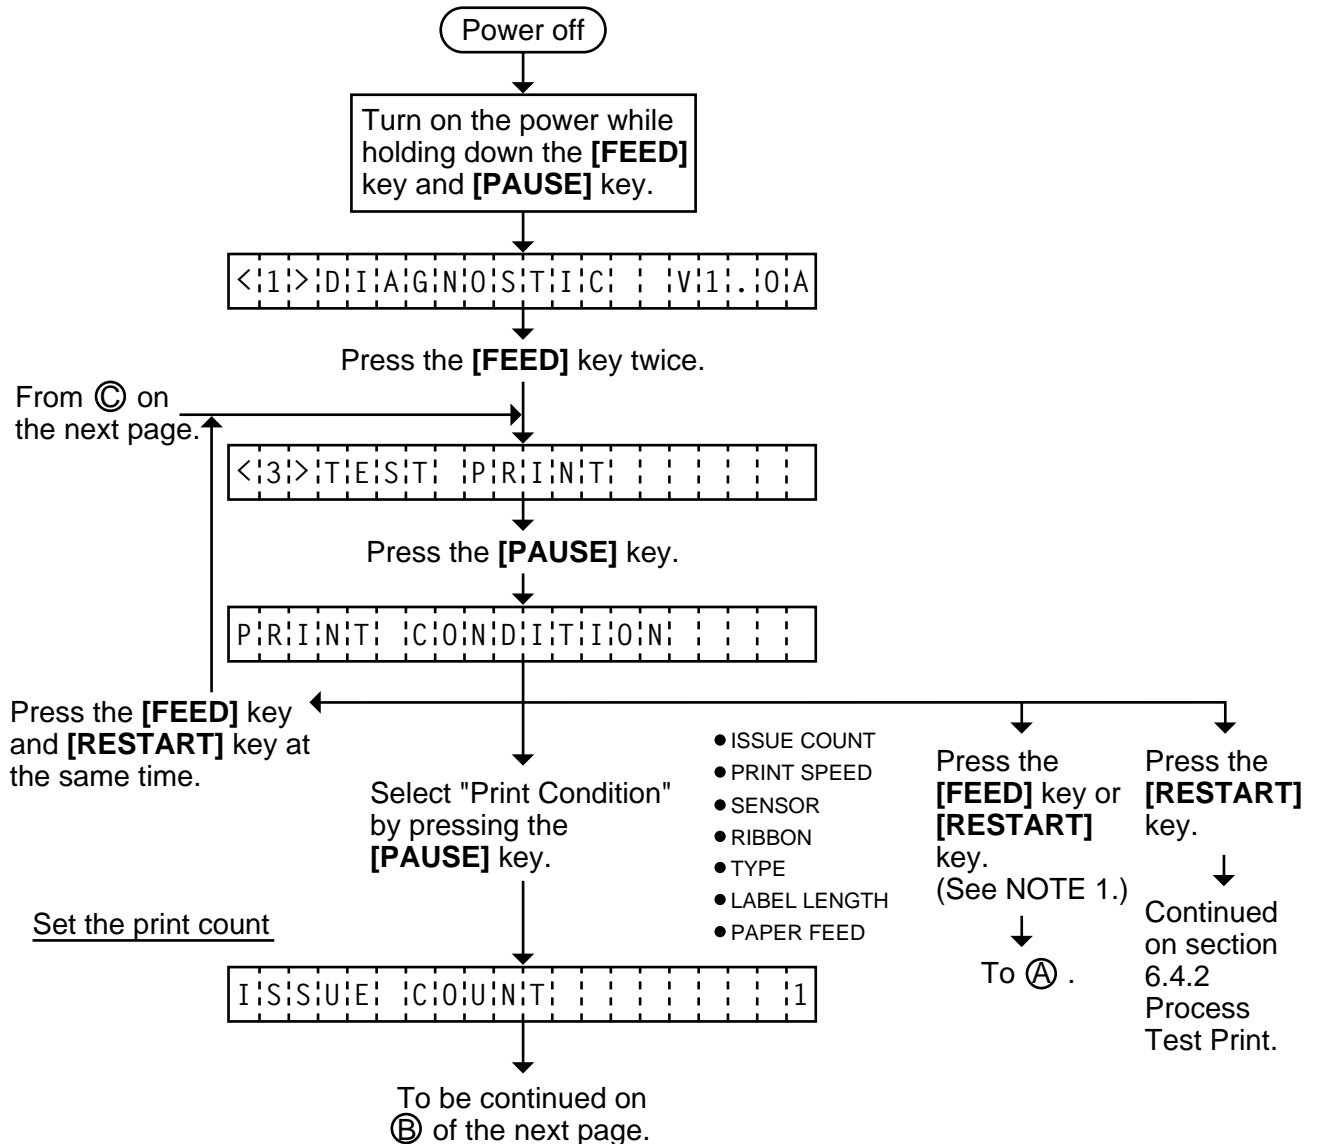 Power off
Turn on the power while
holding down the [FEED]
key and [PAUSE] key.
<1>DIAGNOSTIC  V1.0A
Press the [FEED] key twice.
From Ⓒ on
the next page.
<3>TEST PRINT
Press the [PAUSE] key.
PRINT CONDITION
Press the [FEED] key
and [RESTART] key at
the same time.
Select "Print Condition"
by pressing the
[PAUSE] key.
● ISSUE COUNT
● PRINT SPEED
● SENSOR
● RIBBON
● TYPE
● LABEL LENGTH
● PAPER FEED
Press the
[FEED] key or
[RESTART]
key.
(See NOTE 1.)
To Ⓐ .
Press the
[RESTART]
key.
Continued
on section
6.4.2
Process
Test Print.
Set the print count
ISSUE COUNT        1
To be continued on
Ⓑ of the next page.